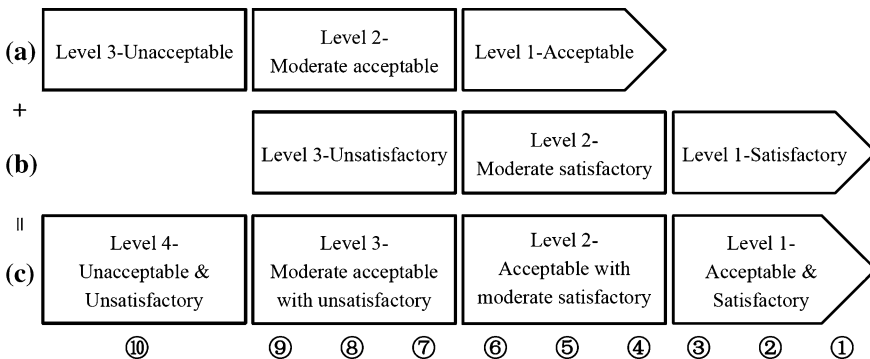 (a)
Level 3-Unacceptable
Level 2-
Moderate acceptable
Level 1-Acceptable
+
(b)
Level 3-Unsatisfactory
Level 2-
Moderate satisfactory
Level 1-Satisfactory
=
(c)
Level 4-
Unacceptable &
Unsatisfactory
Level 3-
Moderate acceptable
with unsatisfactory
Level 2-
Acceptable with
moderate satisfactory
Level 1-
Acceptable &
Satisfactory
⑩ ⑨ ⑧ ⑦ ⑥ ⑤ ④ ③ ② ①